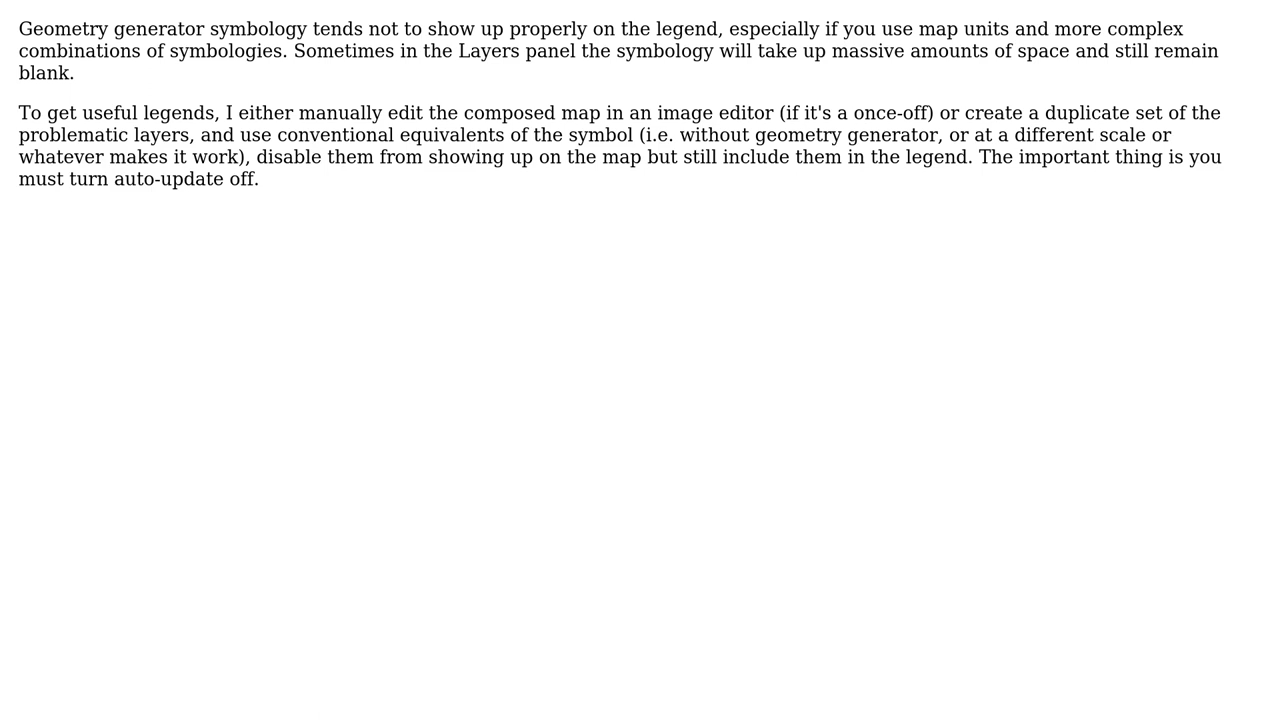 Geometry generator symbology tends not to show up properly on the legend, especially if you use map units and more complex
combinations of symbologies. Sometimes in the Layers panel the symbology will take up massive amounts of space and still remain
blank.
To get useful legends, I either manually edit the composed map in an image editor (if it's a once-off) or create a duplicate set of the
problematic layers, and use conventional equivalents of the symbol (i.e. without geometry generator, or at a different scale or
whatever makes it work), disable them from showing up on the map but still include them in the legend. The important thing is you
must turn auto-update off.